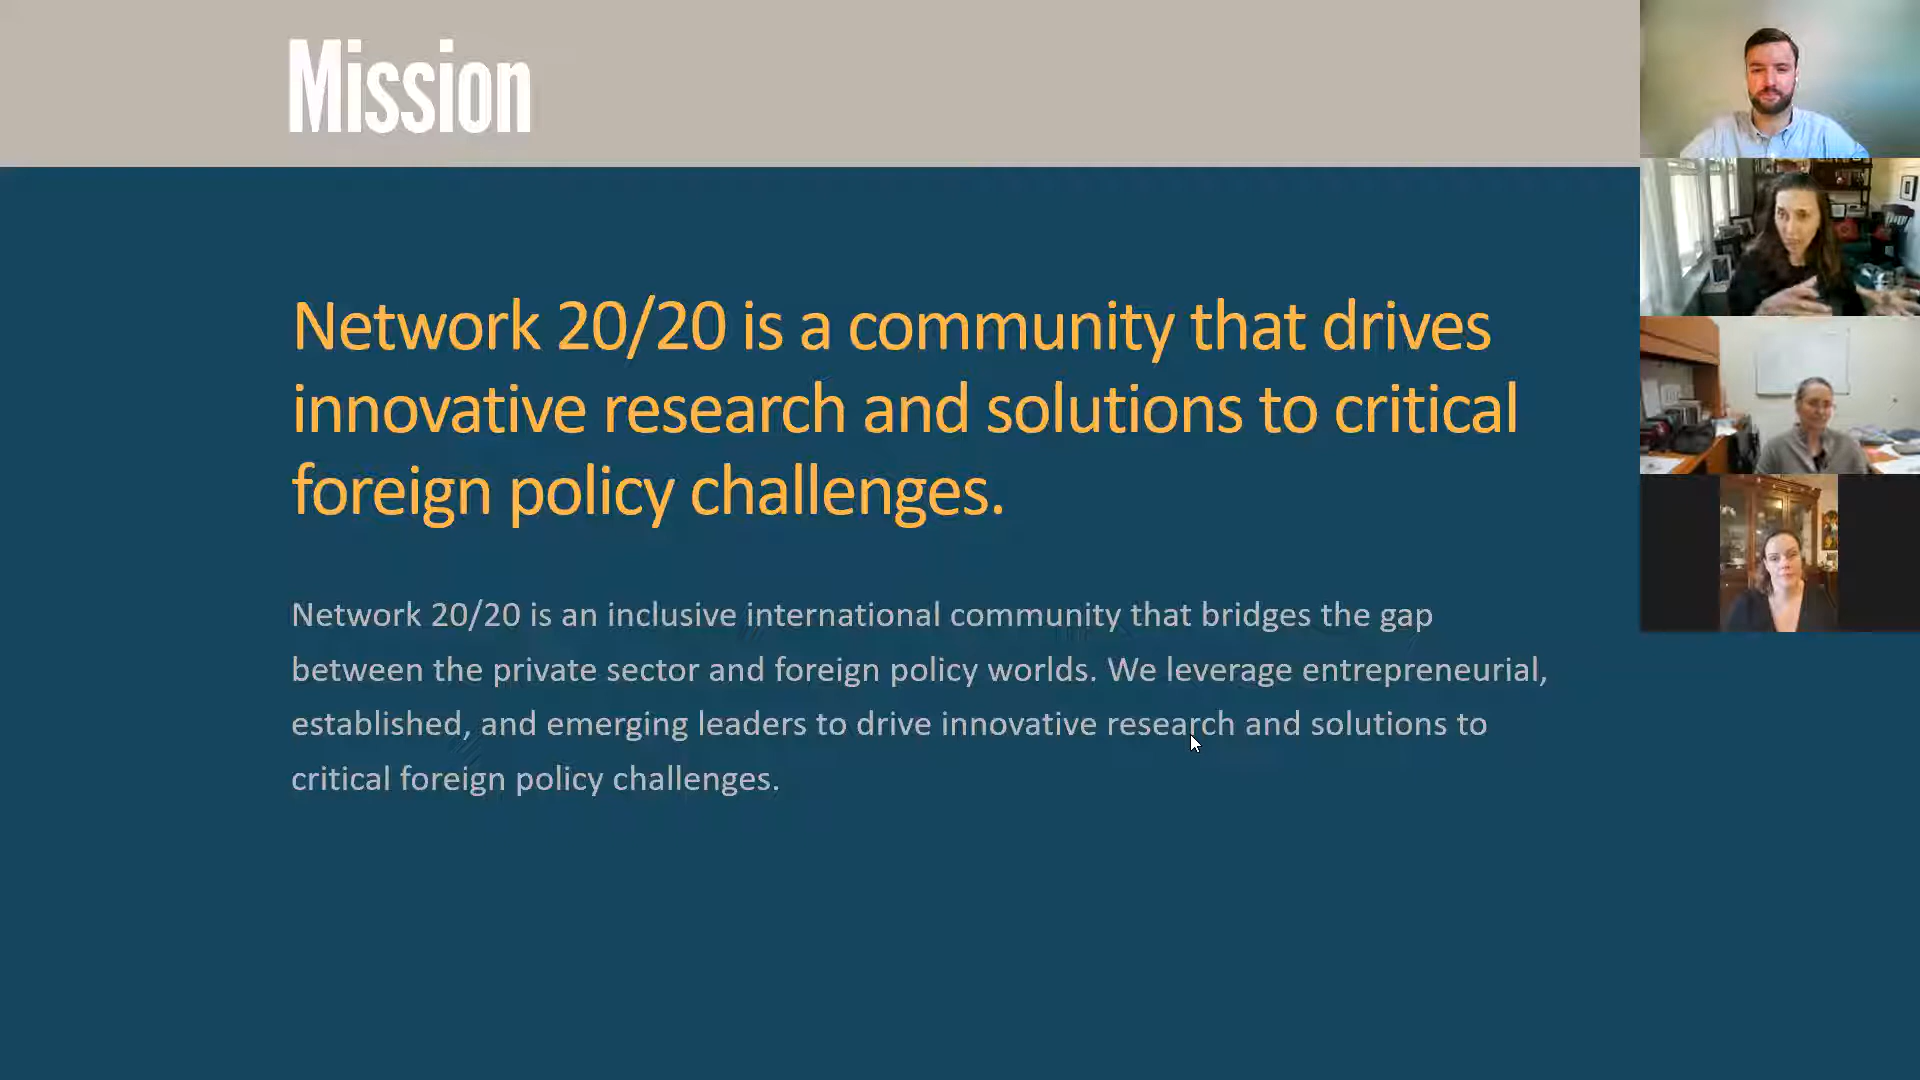 Mission
Network 20/20 is a community that drives
innovative research and solutions to critical
foreign policy challenges.
Network 20/20 is an inclusive international community that bridges the gap
between the private sector and foreign policy worlds. We leverage entrepreneurial,
established, and emerging leaders to drive innovative research and solutions to
critical foreign policy challenges.